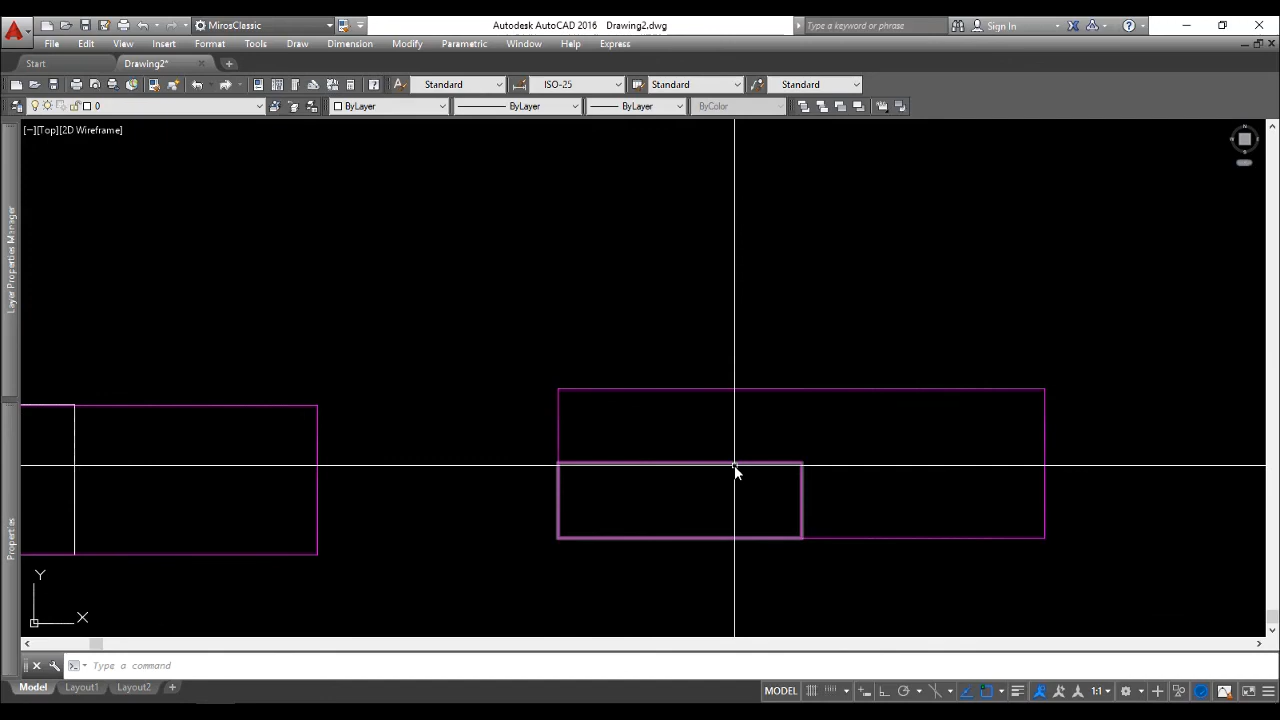 MirosClassic
Autodesk AutoCAD 2016 Drawing2.dwg
Type a keyword or phrase
Sign In
File Edit View Insert Format Tools Draw Dimension Modify Parametric Window Help Express
Start Drawing2*
Standard ISO-25 Standard Standard
0 ByLayer ByLayer ByLayer ByColor
[−][Top][2D Wireframe]
Layer Properties Manager
Properties
Y
X
Type a command
Model Layout1 Layout2
MODEL 1:1